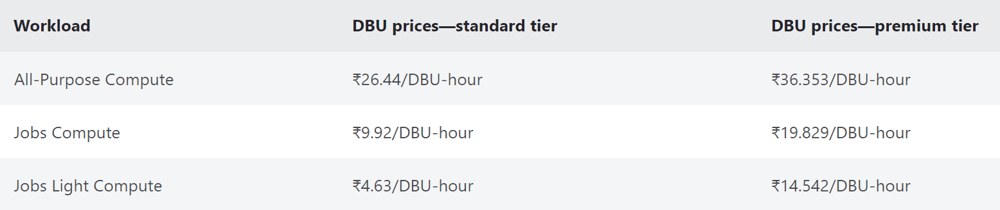 Workload DBU prices—standard tier DBU prices—premium tier
All-Purpose Compute ₹26.44/DBU-hour ₹36.353/DBU-hour
Jobs Compute ₹9.92/DBU-hour ₹19.829/DBU-hour
Jobs Light Compute ₹4.63/DBU-hour ₹14.542/DBU-hour